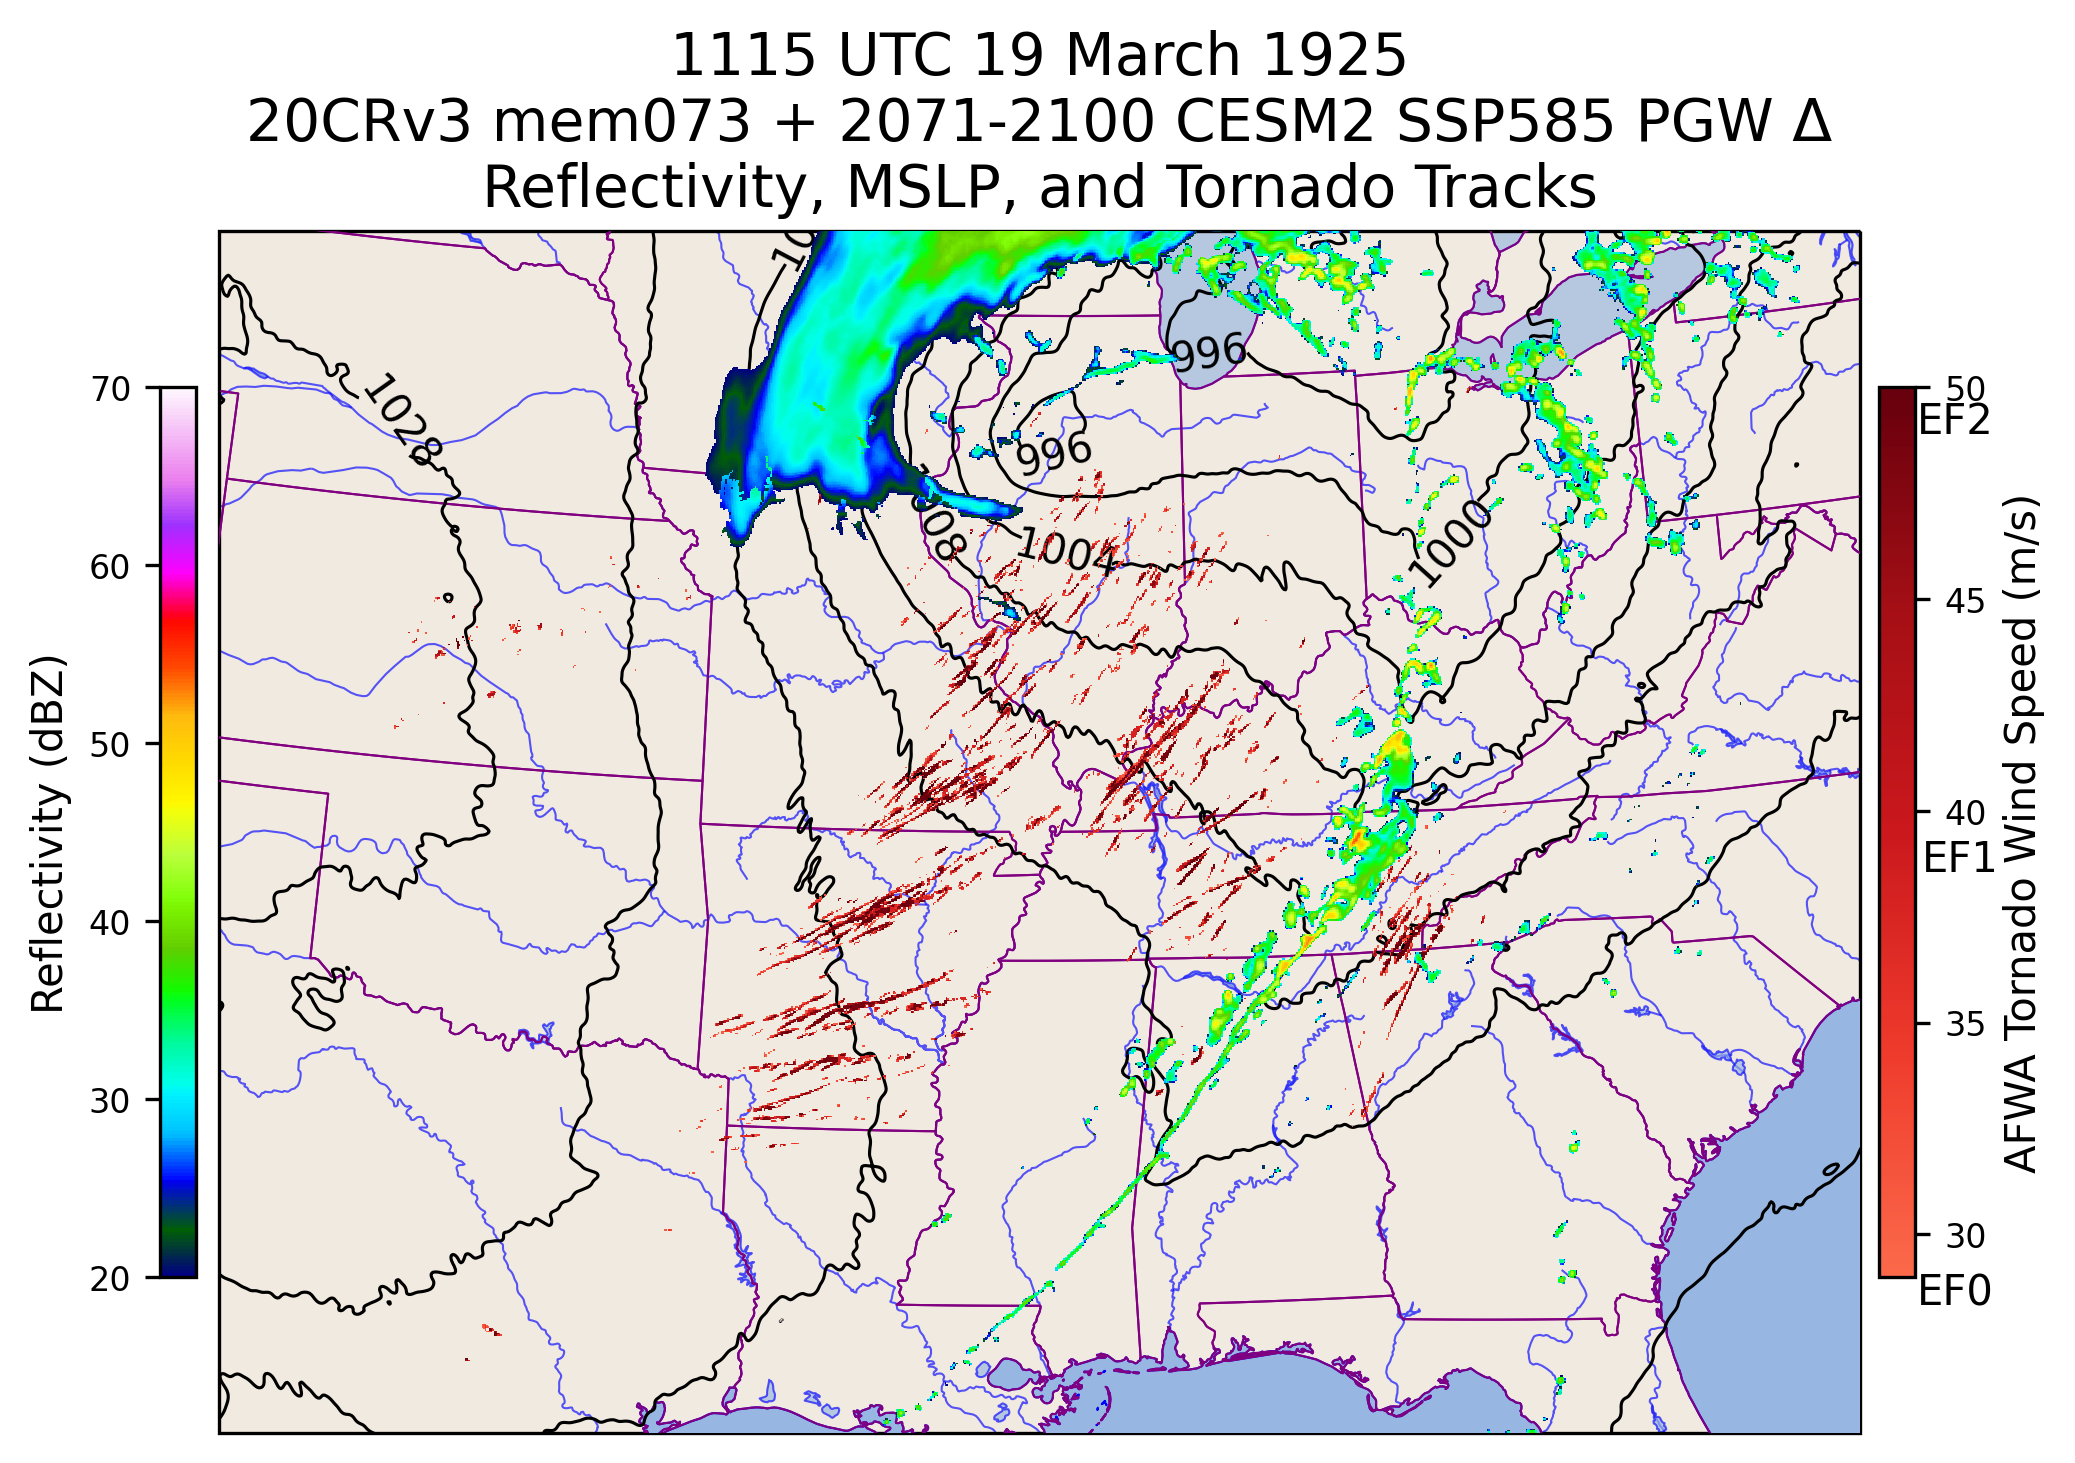 1115 UTC 19 March 1925
20CRv3 mem073 + 2071-2100 CESM2 SSP585 PGW Δ
Reflectivity, MSLP, and Tornado Tracks
10
996
1028
996
1008
1004
1000
70
60
50
40
30
20
Reflectivity (dBZ)
50
EF2
45
40
EF1
35
30
EF0
AFWA Tornado Wind Speed (m/s)